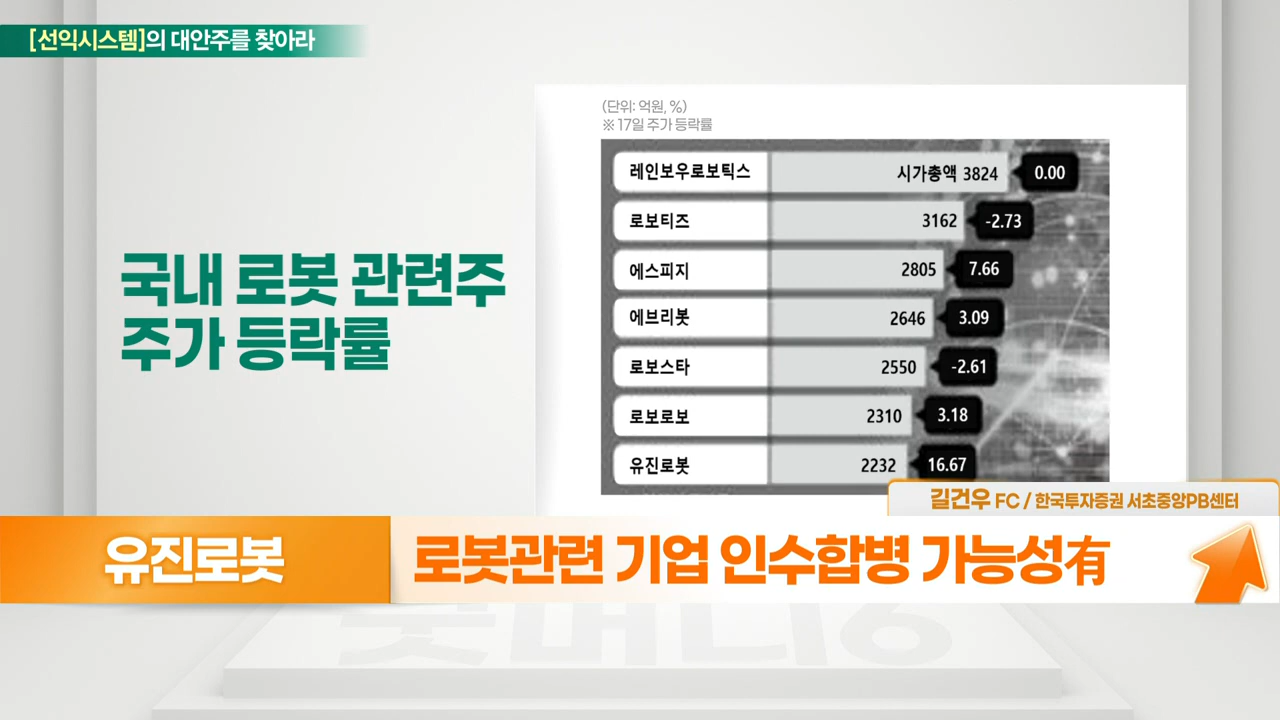 [선익시스템]의 대안주를 찾아라
(단위: 억원, %)
※ 17일 주가 등락률
국내 로봇 관련주
주가 등락률
레인보우로보틱스 시가총액 3824 0.00
로보티즈 3162 -2.73
에스피지 2805 7.66
에브리봇 2646 3.09
로보스타 2550 -2.61
로보로보 2310 3.18
유진로봇 2232 16.67
길건우 FC / 한국투자증권 서초중앙PB센터
유진로봇
로봇관련 기업 인수합병 가능성有